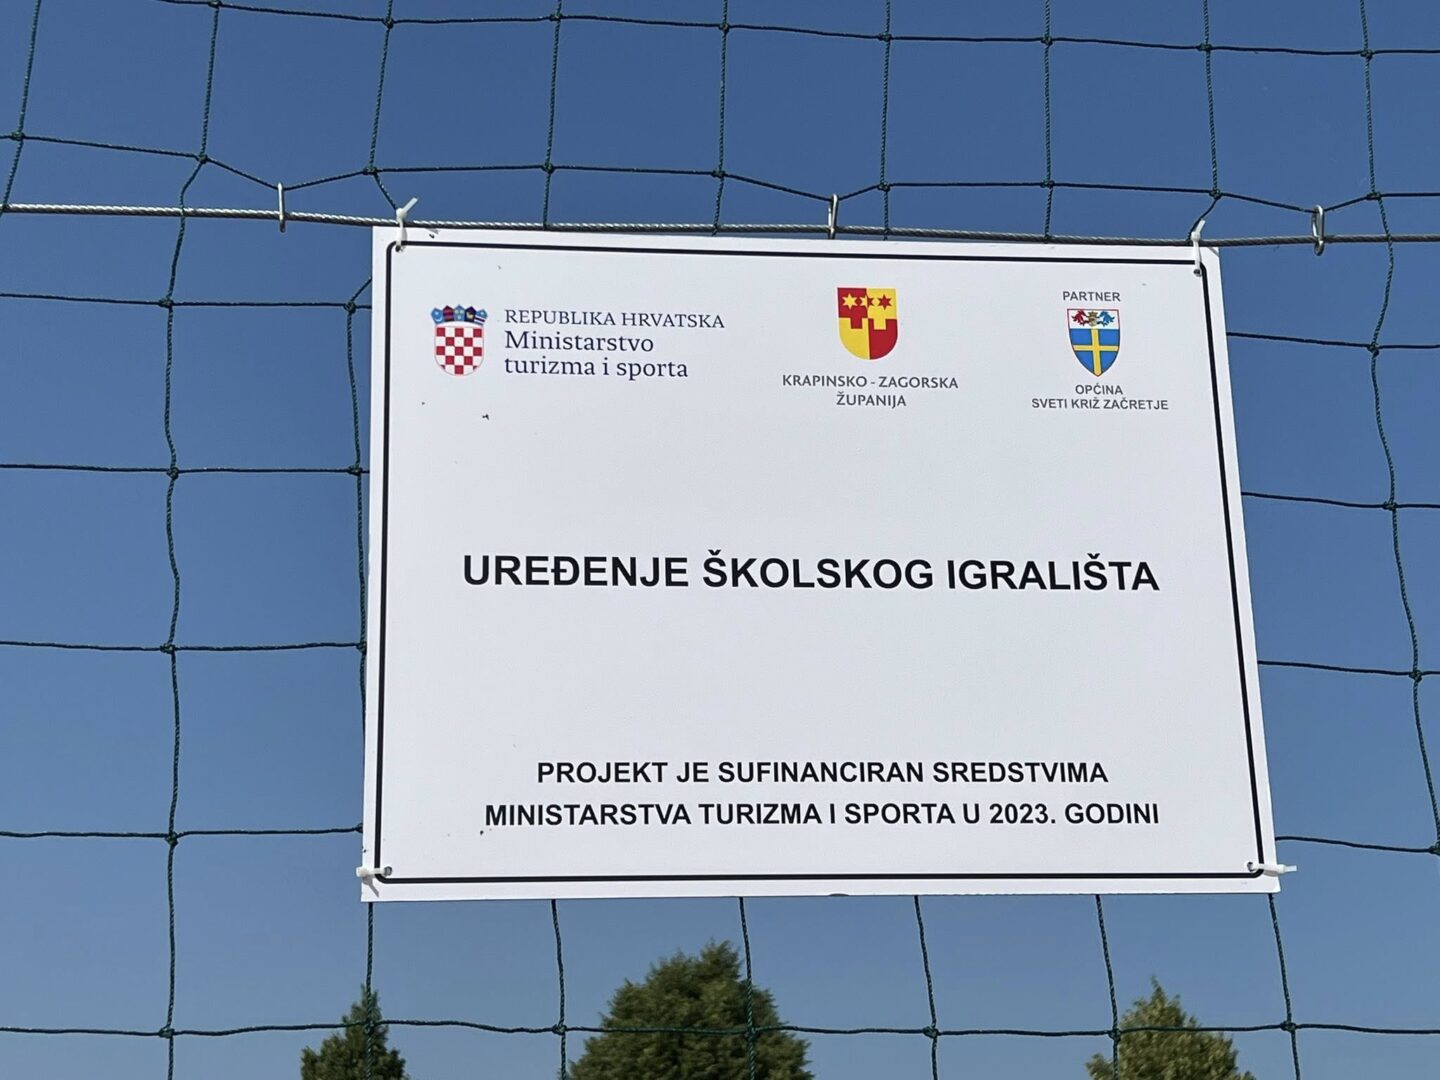 REPUBLIKA HRVATSKA
Ministarstvo
turizma i sporta
KRAPINSKO - ZAGORSKA
ŽUPANIJA
PARTNER
OPĆINA
SVETI KRIŽ ZAČRETJE
UREĐENJE ŠKOLSKOG IGRALIŠTA
PROJEKT JE SUFINANCIRAN SREDSTVIMA
MINISTARSTVA TURIZMA I SPORTA U 2023. GODINI